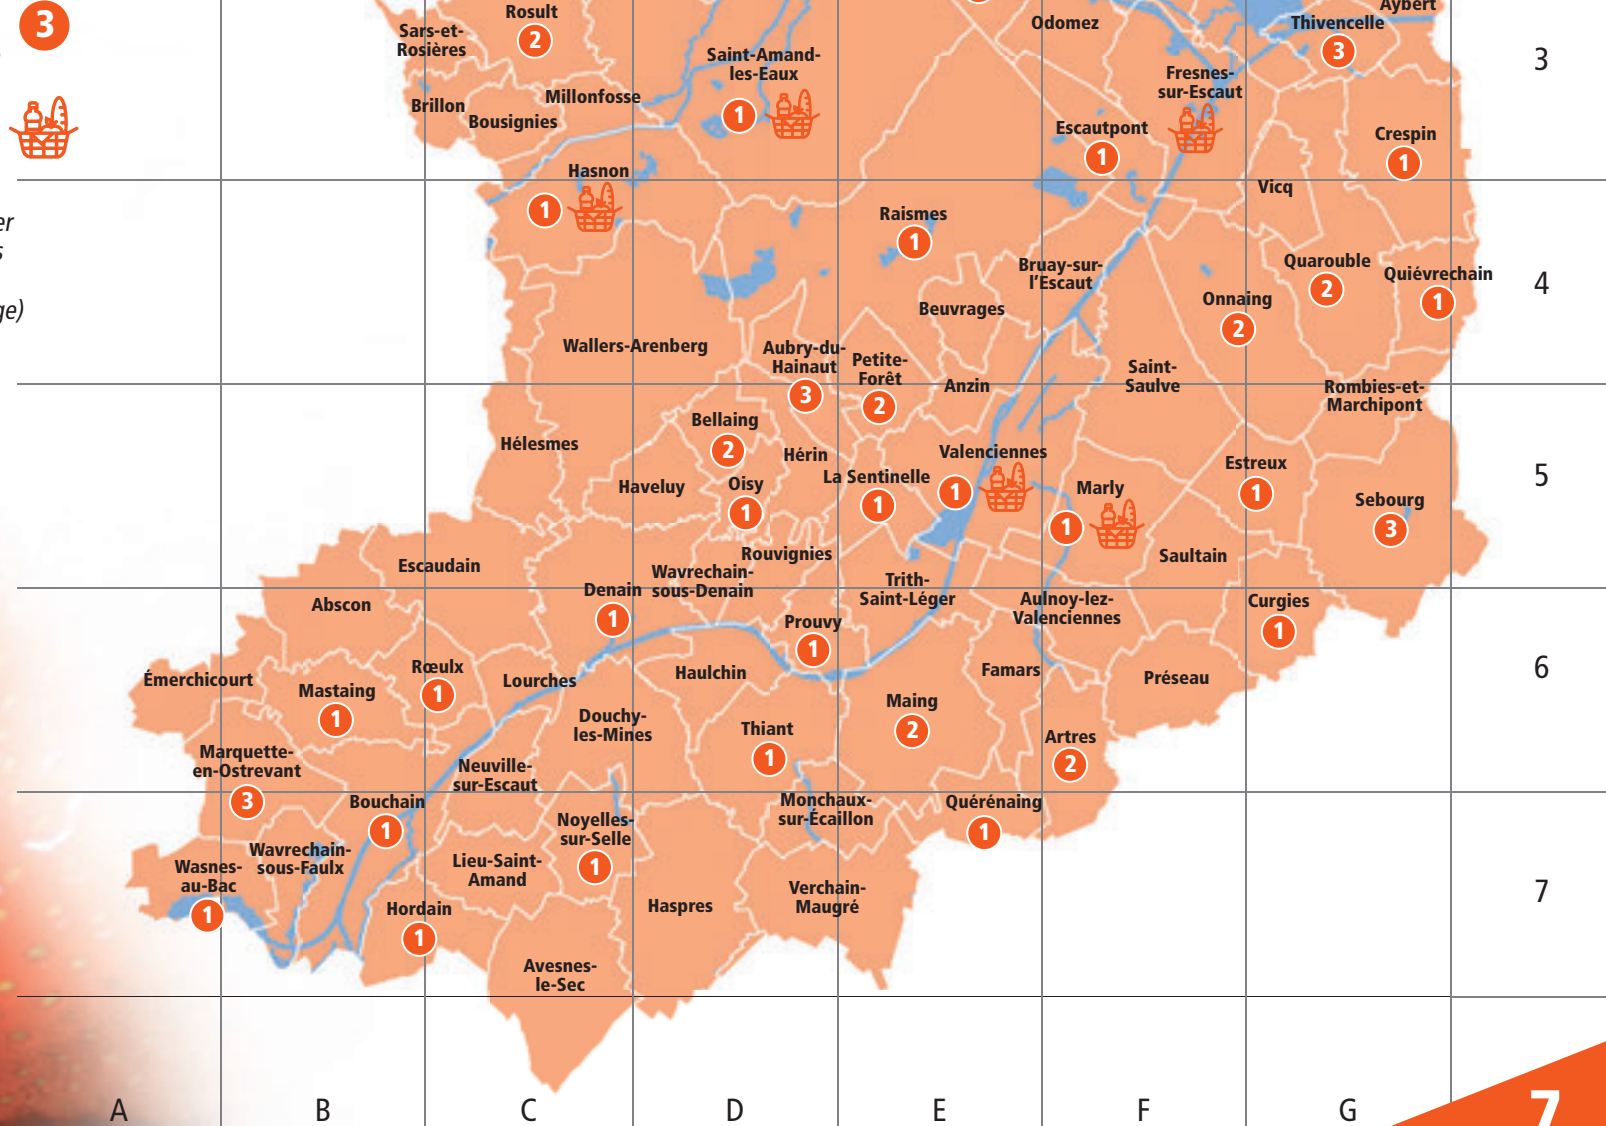 3
er
s
ge)
Rosult
2
Sars-et-
Rosières
Brillon
Bousignies
Millonfosse
Saint-Amand-
les-Eaux
1
Odomez
Aybert
Thivencelle
3
Fresnes-
sur-Escaut
Escautpont
1
Crespin
1
3
Hasnon
1
Vicq
Raismes
1
Bruay-sur-
l'Escaut
Beuvrages
Quarouble
2
Quiévrechain
1
Onnaing
2
4
Wallers-Arenberg
Aubry-du-
Hainaut
3
Petite-
Forêt
2
Anzin
Saint-
Saulve
Rombies-et-
Marchipont
Bellaing
2
Hélesmes
Hérin
Haveluy
Oisy
1
La Sentinelle
1
Valenciennes
1
Marly
1
Estreux
1
Sebourg
3
5
Rouvignies
Saultain
Escaudain
Wavrechain-
sous-Denain
Trith-
Saint-Léger
Denain
1
Abscon
Aulnoy-lez-
Valenciennes
Curgies
1
Prouvy
1
Émerchicourt
Mastaing
1
Rœulx
1
Lourches
Haulchin
Famars
Préseau
6
Douchy-
les-Mines
Thiant
1
Maing
2
Artres
2
Marquette-
en-Ostrevant
3
Neuville-
sur-Escaut
Bouchain
1
Noyelles-
sur-Selle
1
Monchaux-
sur-Écaillon
Quérénaing
1
Wavrechain-
sous-Faulx
Wasnes-
au-Bac
1
Lieu-Saint-
Amand
Hordain
1
Haspres
Verchain-
Maugré
7
Avesnes-
le-Sec
A
B
C
D
E
F
G
7